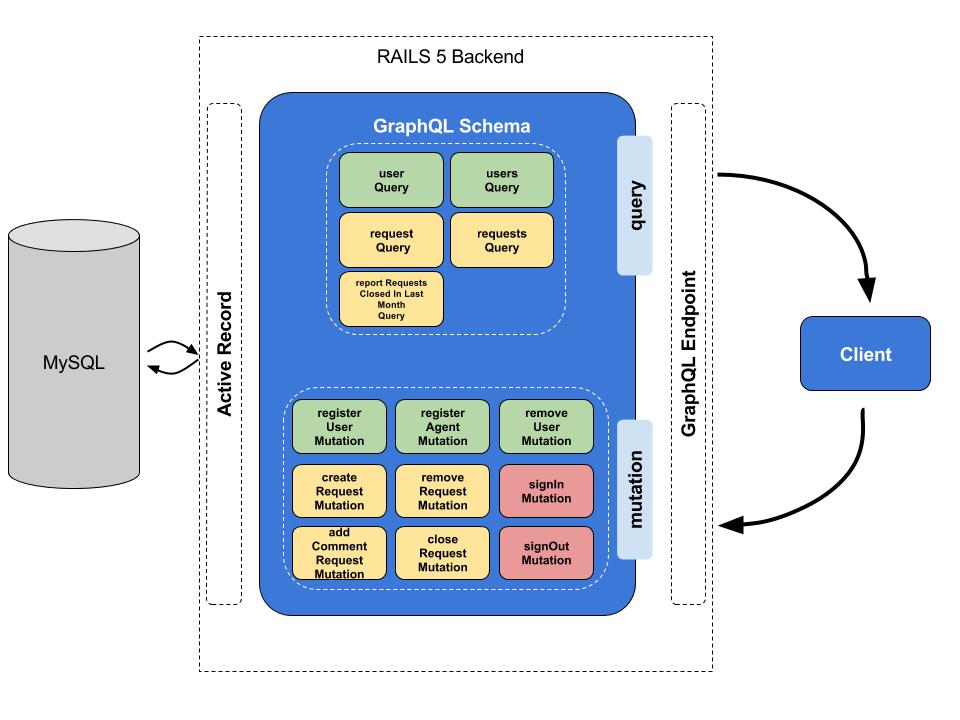 RAILS 5 Backend
GraphQL Schema
user
Query
users
Query
request
Query
requests
Query
report Requests
Closed In Last
Month
Query
query
register
User
Mutation
register
Agent
Mutation
remove
User
Mutation
create
Request
Mutation
remove
Request
Mutation
signIn
Mutation
add
Comment
Request
Mutation
close
Request
Mutation
signOut
Mutation
mutation
MySQL
Active Record
GraphQL Endpoint
Client